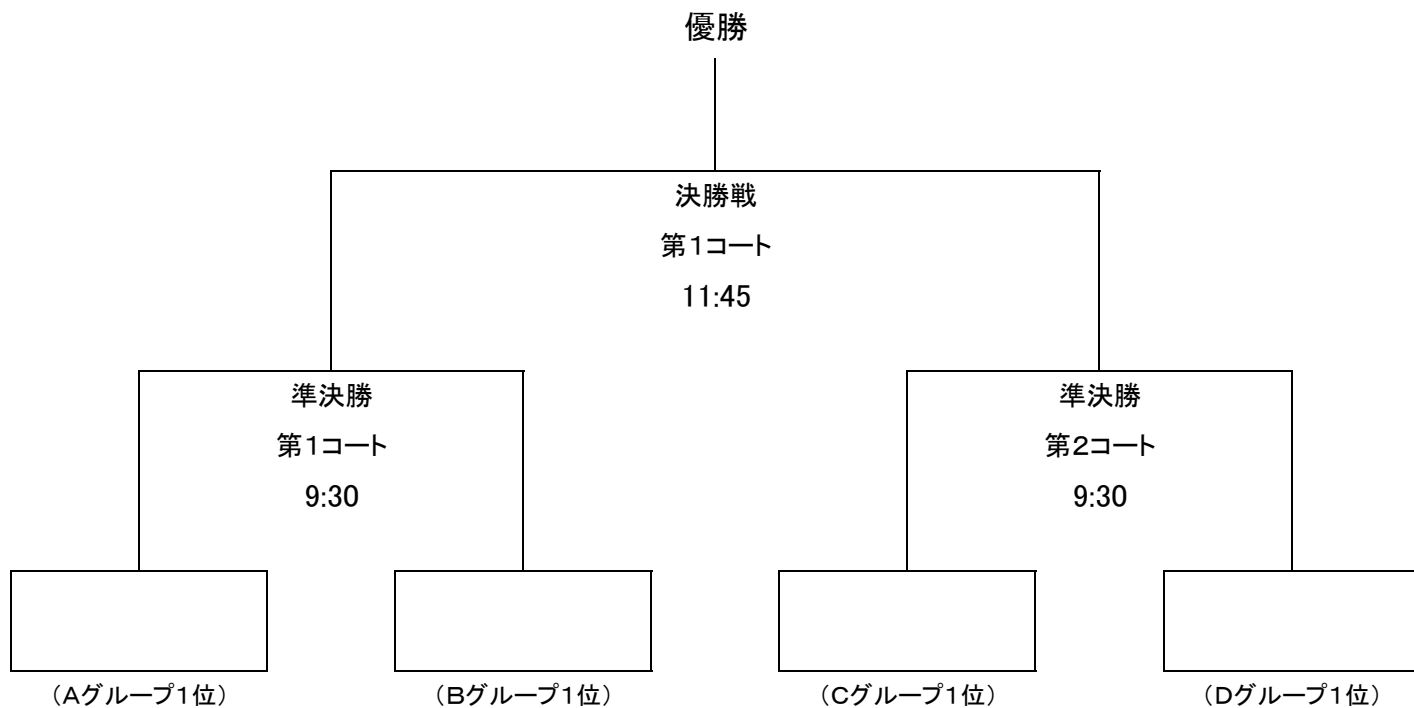 優勝
決勝戦
第1コート
11:45
準決勝
第1コート
9:30
準決勝
第2コート
9:30
（Aグループ1位）
（Bグループ1位）
（Cグループ1位）
（Dグループ1位）